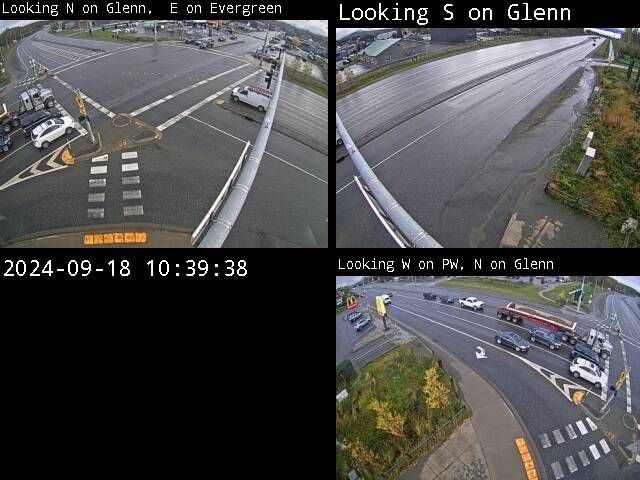 Looking N on Glenn,  E on Evergreen
Looking S on Glenn
2024-09-18 10:39:38
Looking W on PW, N on Glenn